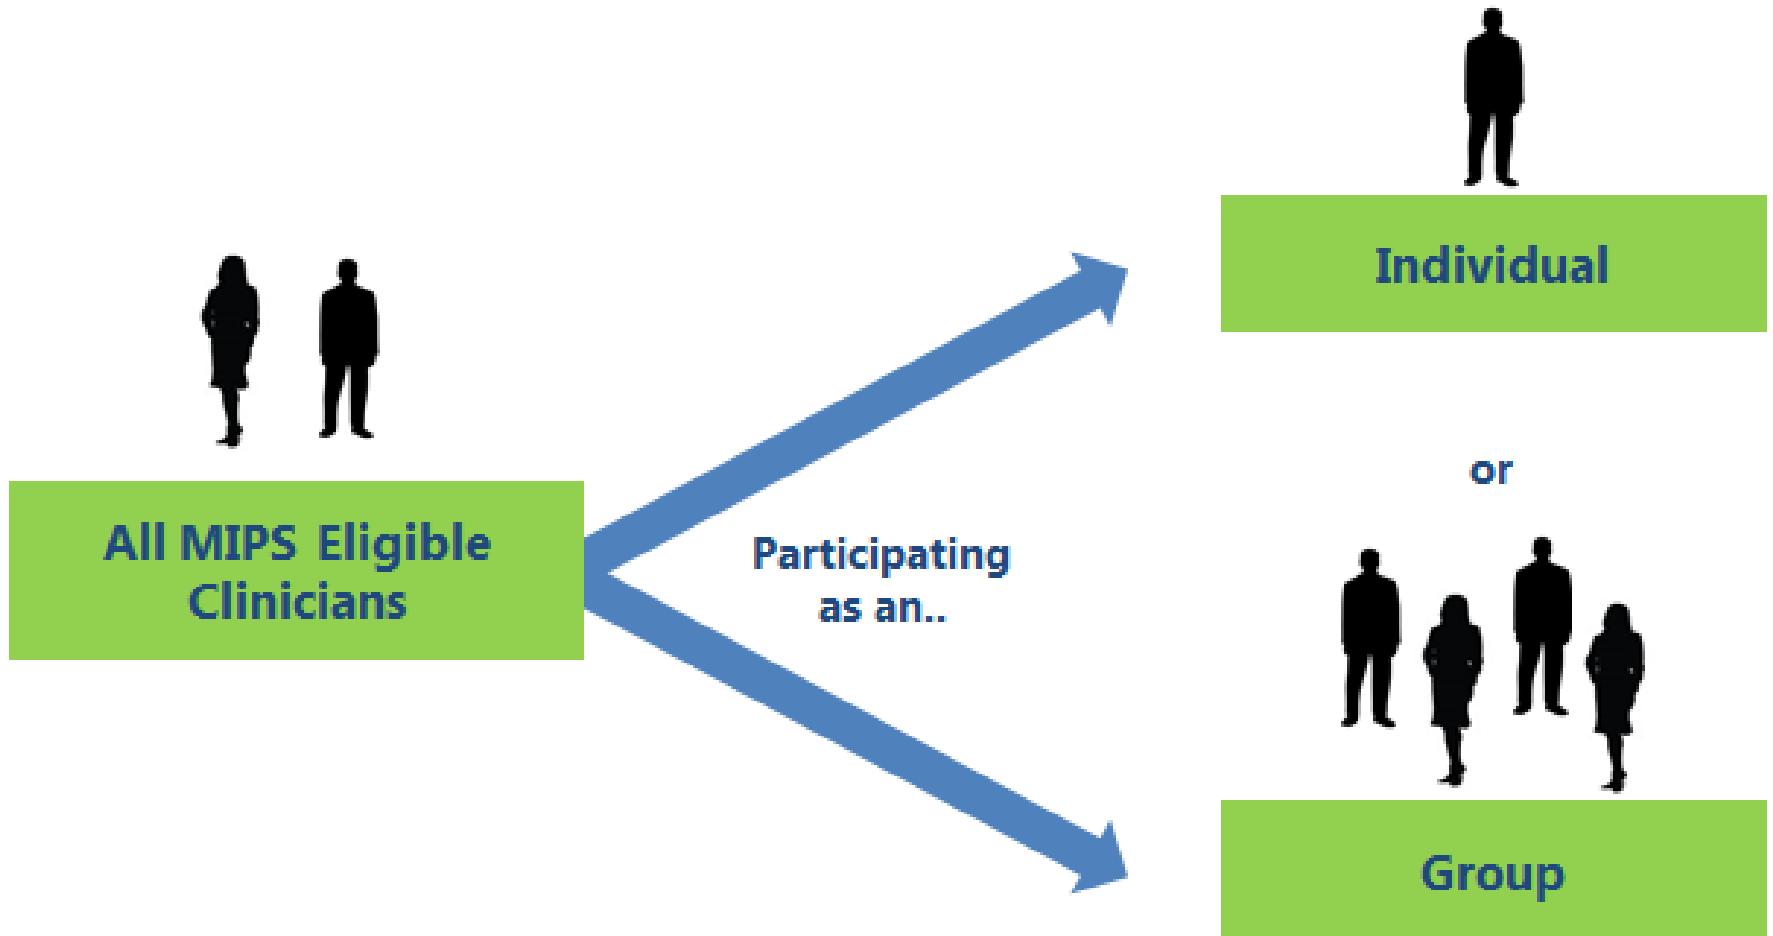 All MIPS Eligible
Clinicians
Participating
as an..
Individual
or
Group